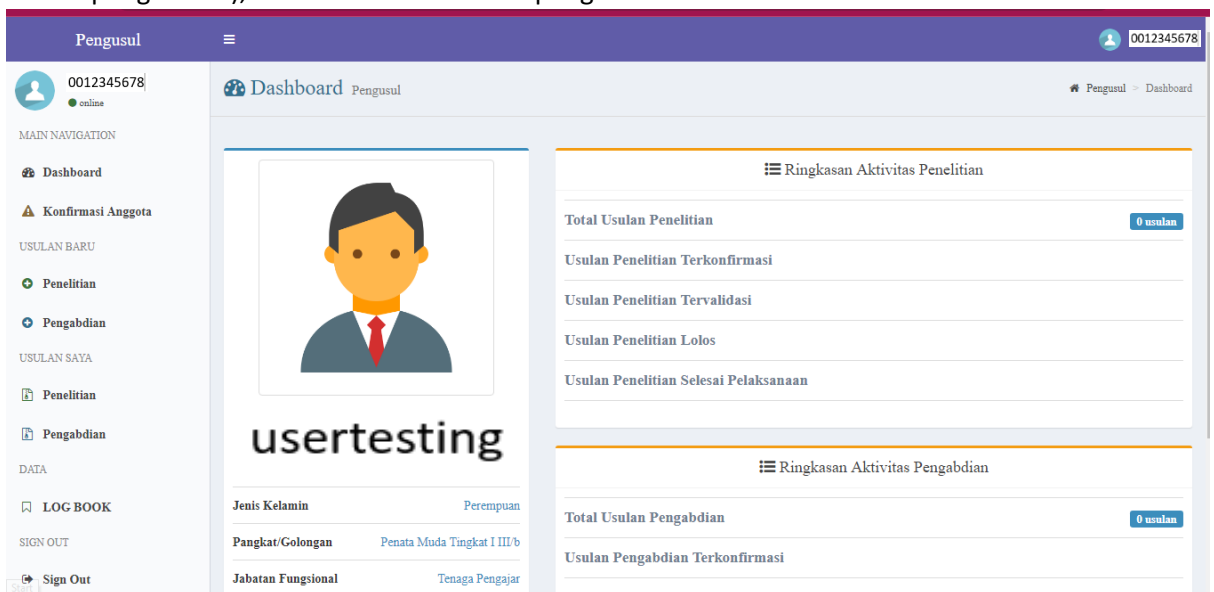 Pengusul
0012345678
0012345678
online
Dashboard Pengusul
Pengusul > Dashboard
MAIN NAVIGATION
Dashboard
Konfirmasi Anggota
USULAN BARU
Penelitian
Pengabdian
USULAN SAYA
Penelitian
Pengabdian
DATA
LOG BOOK
SIGN OUT
Sign Out
Start
usertesting
Jenis Kelamin Perempuan
Pangkat/Golongan Penata Muda Tingkat I III/b
Jabatan Fungsional Tenaga Pengajar
Ringkasan Aktivitas Penelitian
Total Usulan Penelitian 0 usulan
Usulan Penelitian Terkonfirmasi
Usulan Penelitian Tervalidasi
Usulan Penelitian Lolos
Usulan Penelitian Selesai Pelaksanaan
Ringkasan Aktivitas Pengabdian
Total Usulan Pengabdian 0 usulan
Usulan Pengabdian Terkonfirmasi